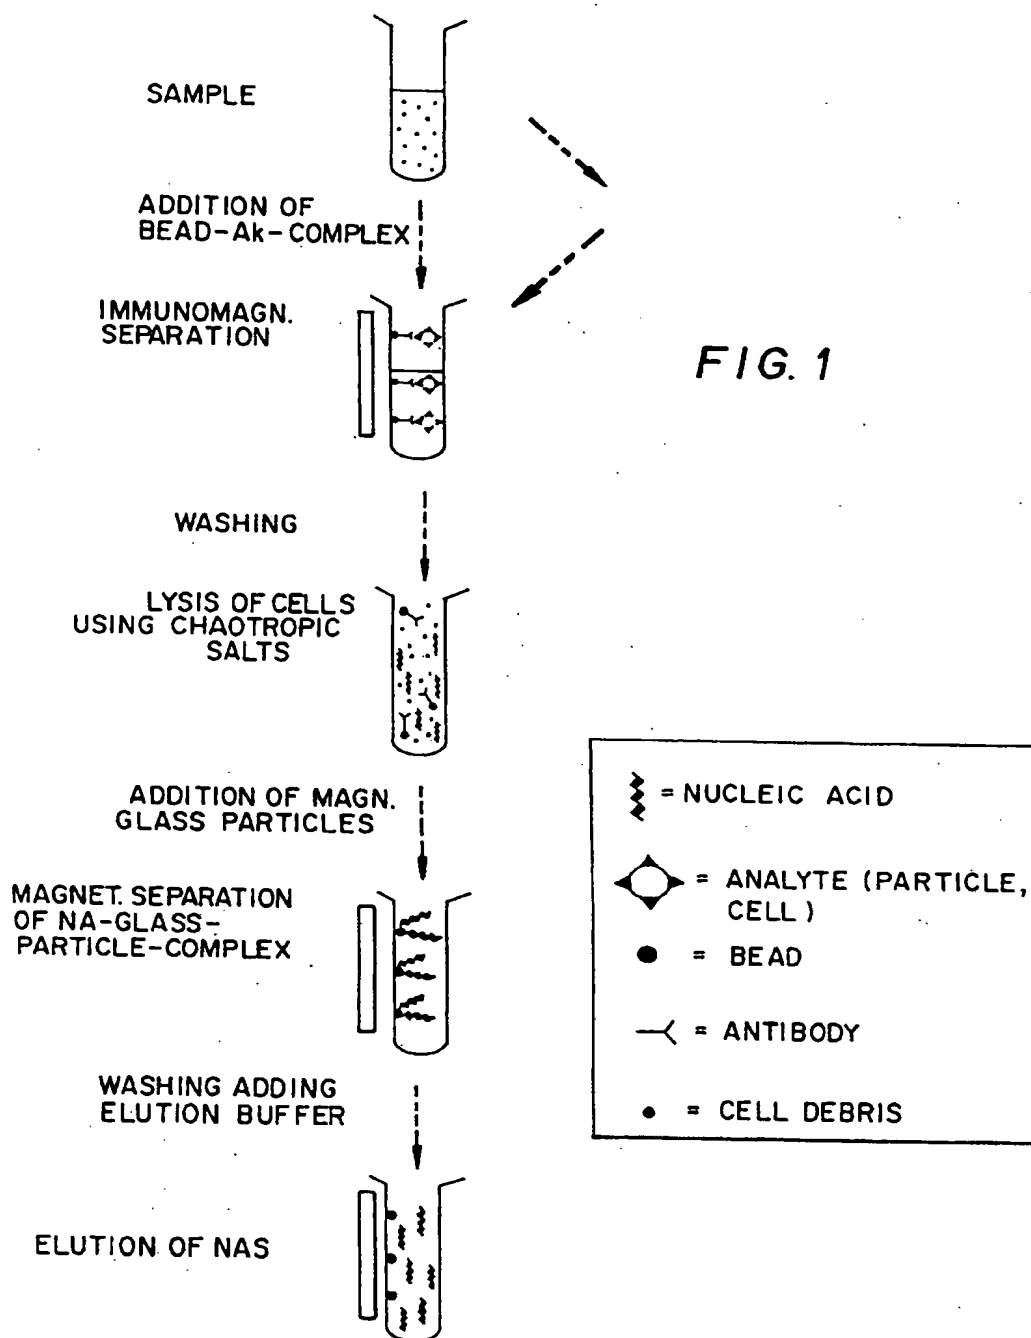 SAMPLE
ADDITION OF
BEAD-Ak-COMPLEX
IMMUNOMAGN.
SEPARATION
FIG. 1
WASHING
LYSIS OF CELLS
USING CHAOTROPIC
SALTS
ADDITION OF MAGN.
GLASS PARTICLES
MAGNET. SEPARATION
OF NA-GLASS-
PARTICLE-COMPLEX
WASHING ADDING
ELUTION BUFFER
ELUTION OF NAS
= NUCLEIC ACID
= ANALYTE (PARTICLE,
CELL)
= BEAD
= ANTIBODY
= CELL DEBRIS